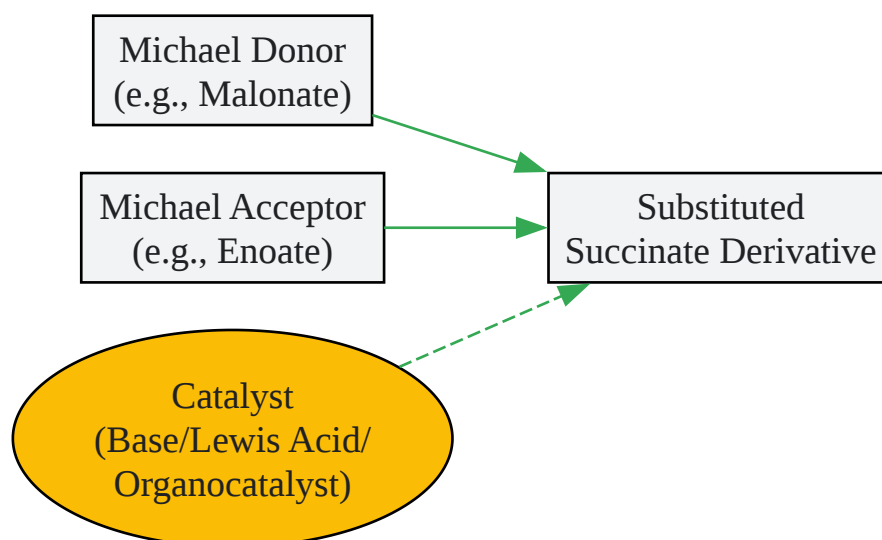 Michael Donor
(e.g., Malonate)
Michael Acceptor
(e.g., Enoate)
Substituted
Succinate Derivative
Catalyst
(Base/Lewis Acid/
Organocatalyst)